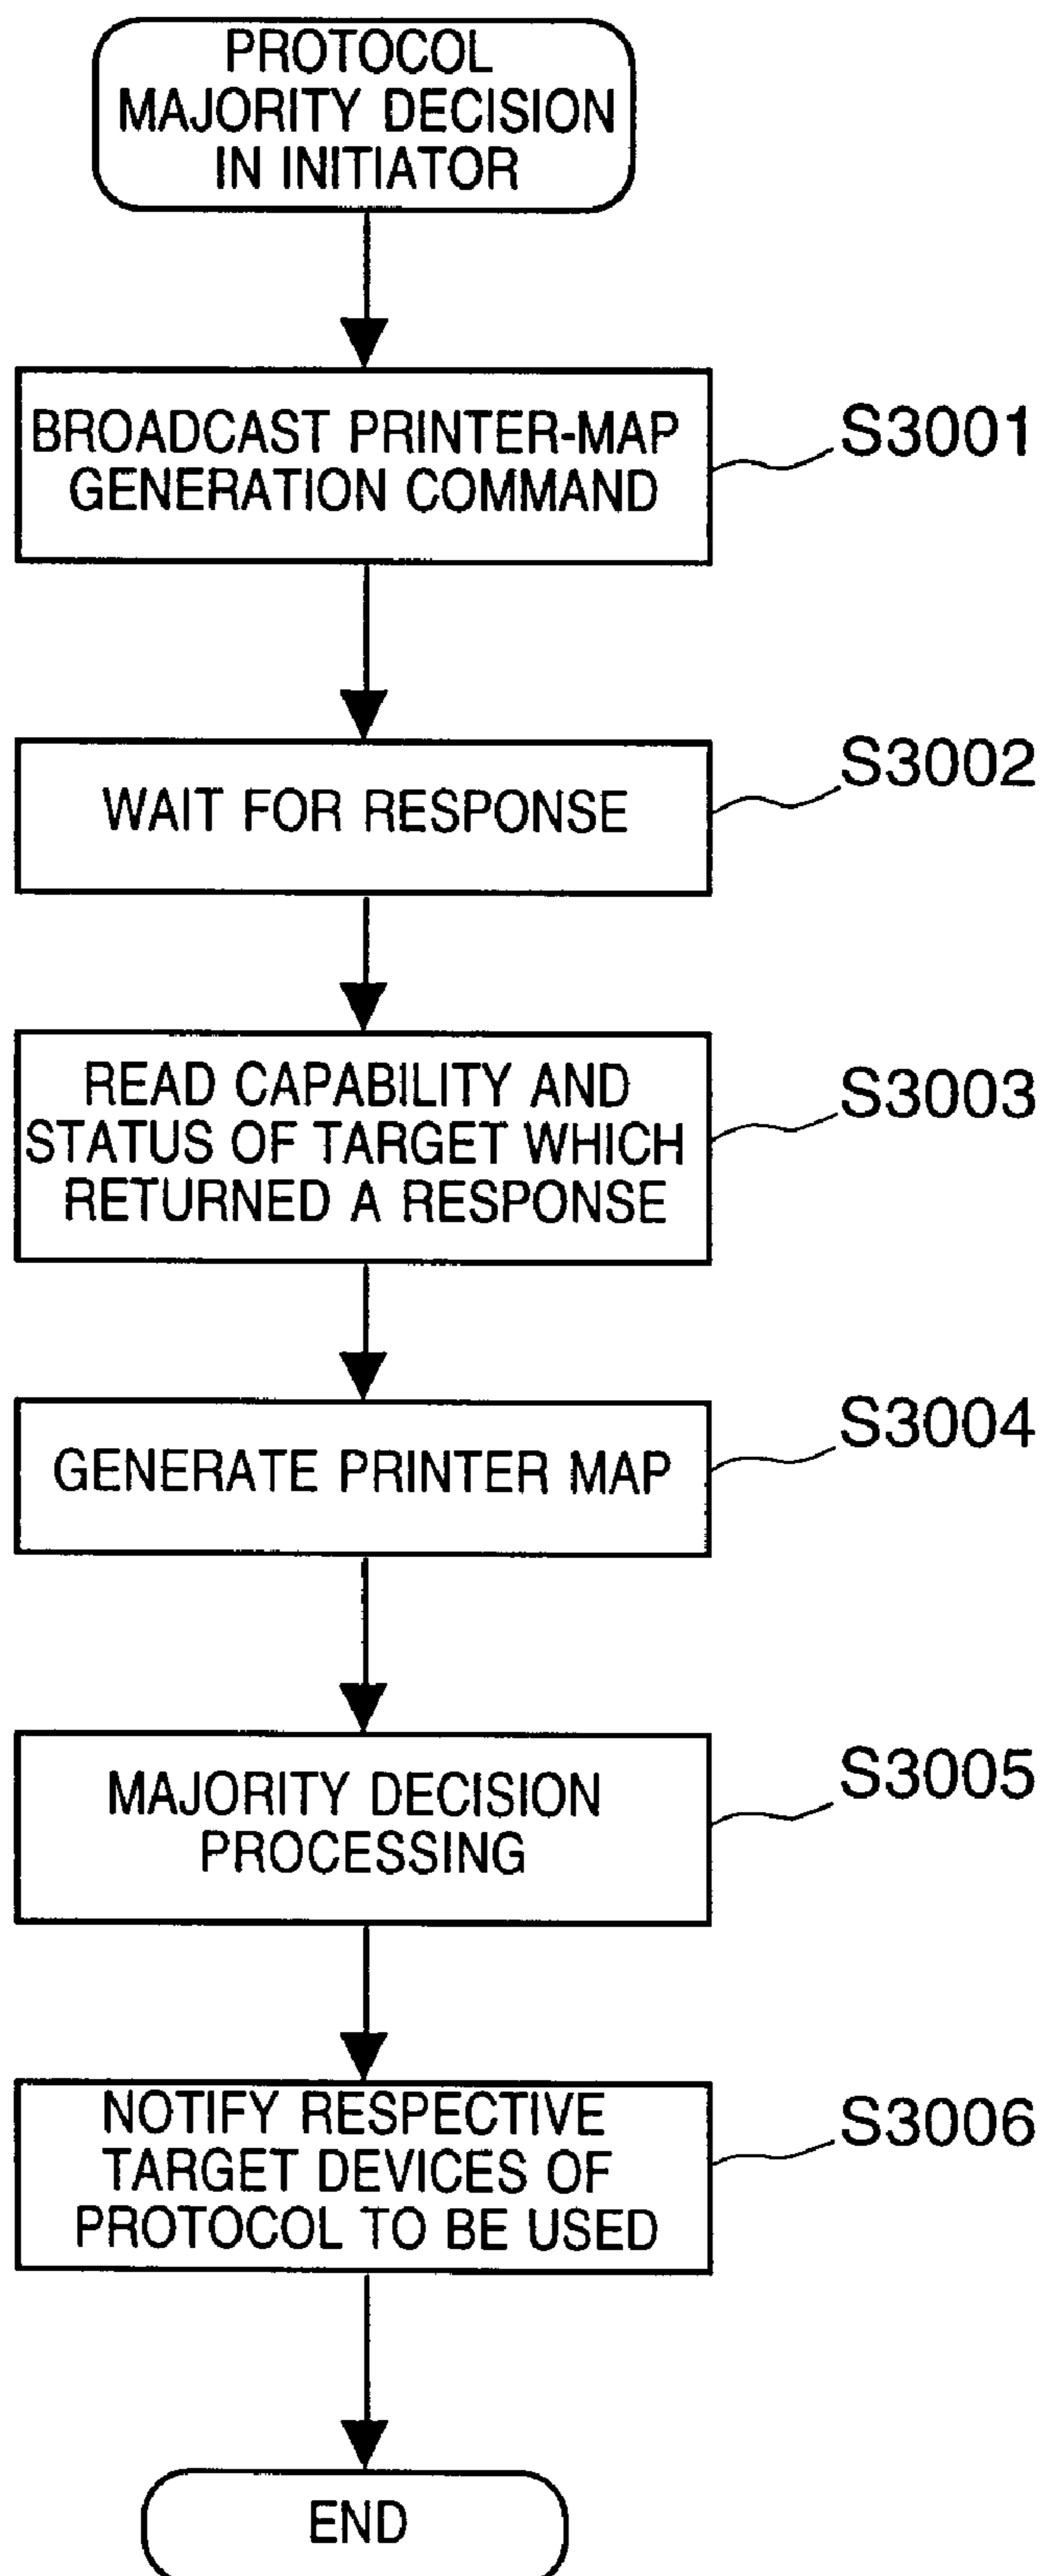 PROTOCOL
MAJORITY DECISION
IN INITIATOR
BROADCAST PRINTER-MAP
GENERATION COMMAND
S3001
WAIT FOR RESPONSE
S3002
READ CAPABILITY AND
STATUS OF TARGET WHICH
RETURNED A RESPONSE
S3003
GENERATE PRINTER MAP
S3004
MAJORITY DECISION
PROCESSING
S3005
NOTIFY RESPECTIVE
TARGET DEVICES OF
PROTOCOL TO BE USED
S3006
END